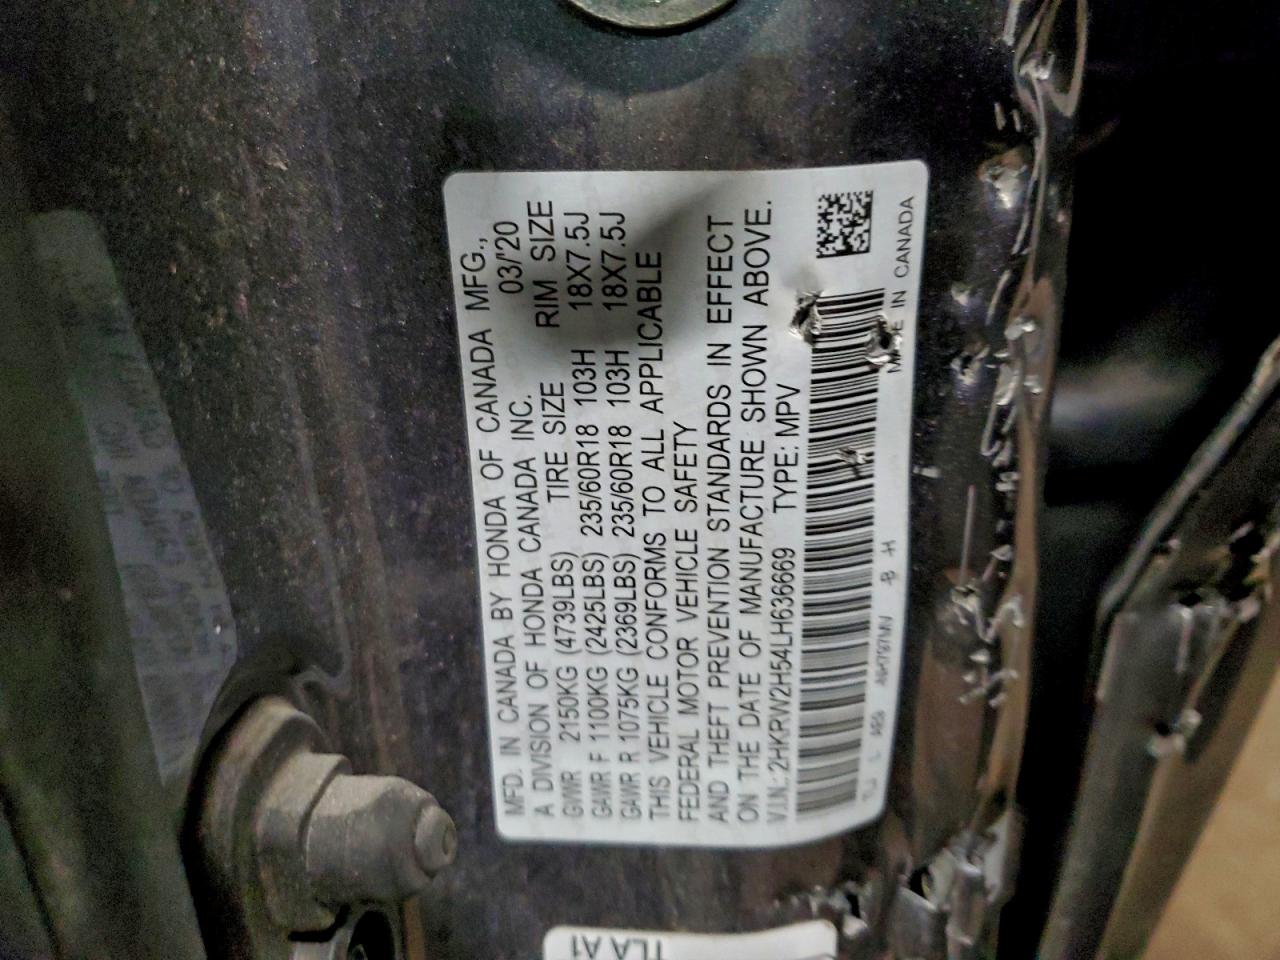 MFD. IN CANADA BY HONDA OF CANADA MFG.,
A DIVISION OF HONDA CANADA INC. 03/'20
GVWR 2150KG (4739LBS) TIRE SIZE RIM SIZE
GAWR F 1100KG (2425LBS) 235/60R18 103H 18X7.5J
GAWR R 1075KG (2369LBS) 235/60R18 103H 18X7.5J
THIS VEHICLE CONFORMS TO ALL APPLICABLE
FEDERAL MOTOR VEHICLE SAFETY
AND THEFT PREVENTION STANDARDS IN EFFECT
ON THE DATE OF MANUFACTURE SHOWN ABOVE.
V.I.N.: 2HKRW2H54LH636669 TYPE: MPV
IN CANADA
TLA A1